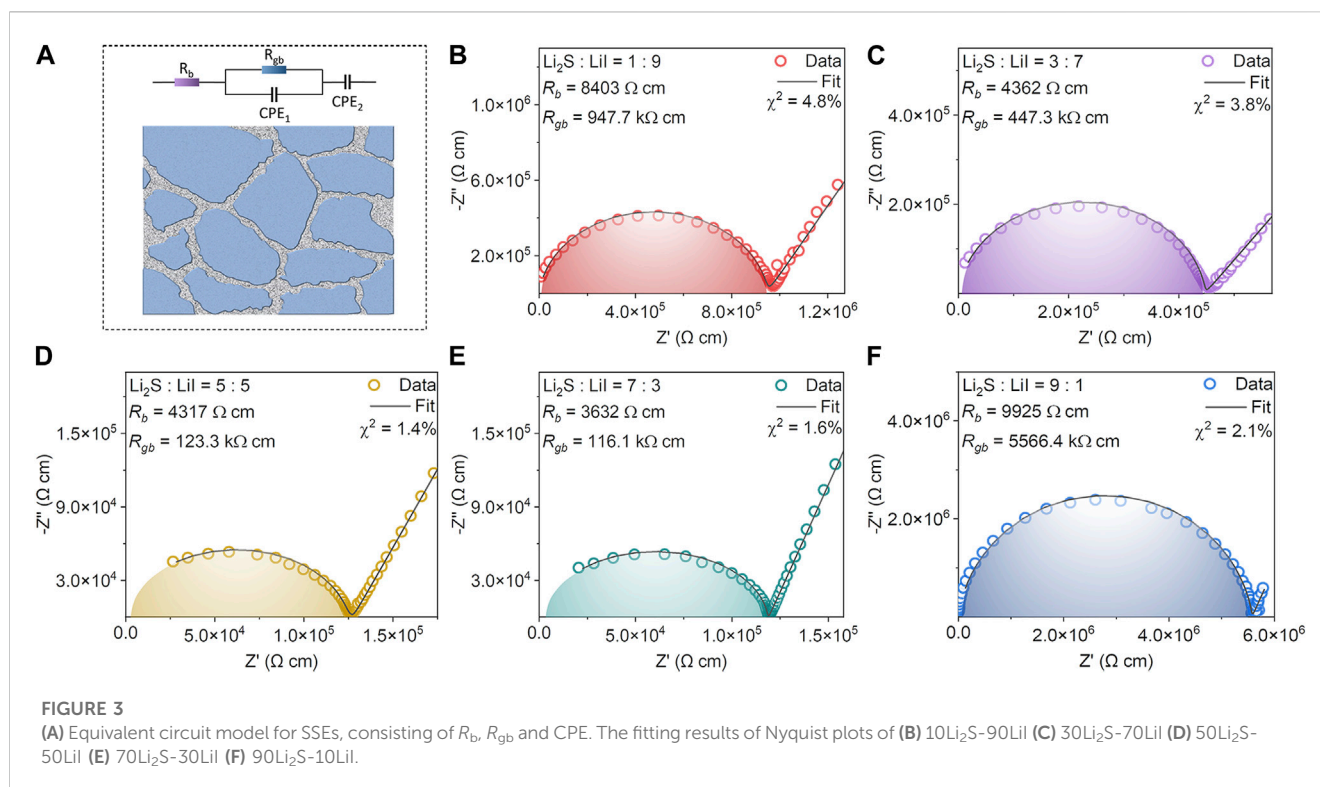 A
R_b
R_gb
CPE₁
CPE₂
B
Li₂S : LiI = 1 : 9
R_b = 8403 Ω cm
R_gb = 947.7 kΩ cm
Data
Fit
χ² = 4.8%
-Z'' (Ω cm)
1.0×10⁶
6.0×10⁵
2.0×10⁵
0.0 4.0×10⁵ 8.0×10⁵ 1.2×10⁶
Z' (Ω cm)
C
Li₂S : LiI = 3 : 7
R_b = 4362 Ω cm
R_gb = 447.3 kΩ cm
Data
Fit
χ² = 3.8%
-Z'' (Ω cm)
4.0×10⁵
2.0×10⁵
0.0 2.0×10⁵ 4.0×10⁵
Z' (Ω cm)
D
Li₂S : LiI = 5 : 5
R_b = 4317 Ω cm
R_gb = 123.3 kΩ cm
Data
Fit
χ² = 1.4%
-Z'' (Ω cm)
1.5×10⁵
9.0×10⁴
3.0×10⁴
0.0 5.0×10⁴ 1.0×10⁵ 1.5×10⁵
Z' (Ω cm)
E
Li₂S : LiI = 7 : 3
R_b = 3632 Ω cm
R_gb = 116.1 kΩ cm
Data
Fit
χ² = 1.6%
-Z'' (Ω cm)
1.5×10⁵
9.0×10⁴
3.0×10⁴
0.0 5.0×10⁴ 1.0×10⁵ 1.5×10⁵
Z' (Ω cm)
F
Li₂S : LiI = 9 : 1
R_b = 9925 Ω cm
R_gb = 5566.4 kΩ cm
Data
Fit
χ² = 2.1%
-Z'' (Ω cm)
4.0×10⁶
2.0×10⁶
0.0 2.0×10⁶ 4.0×10⁶ 6.0×10⁶
Z' (Ω cm)
FIGURE 3
(A) Equivalent circuit model for SSEs, consisting of R_b, R_gb and CPE. The fitting results of Nyquist plots of (B) 10Li₂S-90LiI (C) 30Li₂S-70LiI (D) 50Li₂S-
50LiI (E) 70Li₂S-30LiI (F) 90Li₂S-10LiI.